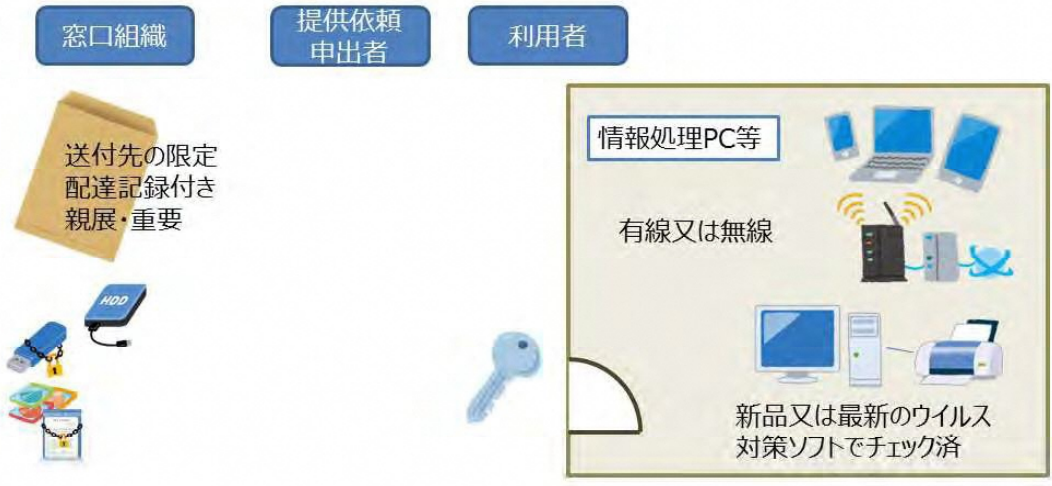 窓口組織
提供依頼
申出者
利用者
送付先の限定
配達記録付き
親展・重要
HDD
情報処理PC等
有線又は無線
新品又は最新のウイルス
対策ソフトでチェック済